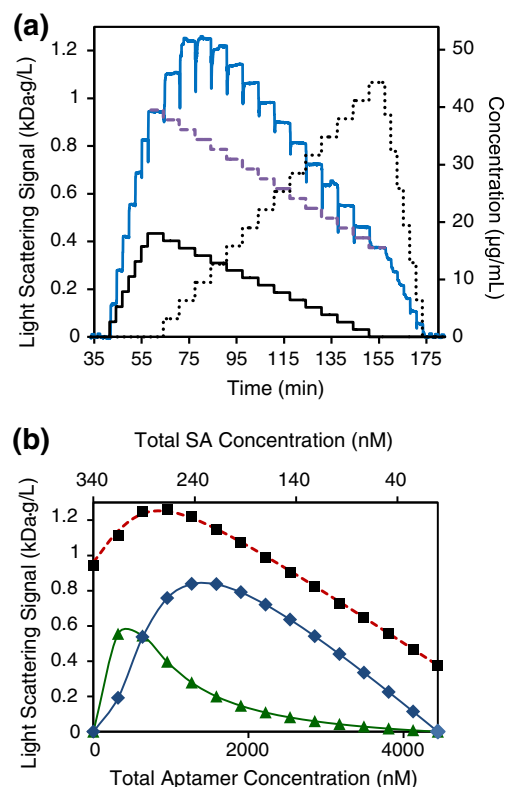 (a)
Light Scattering Signal (kDa·g/L)
Concentration (µg/mL)
1.2
1
0.8
0.6
0.4
0.2
0
50
40
30
20
10
0
35 55 75 95 115 135 155 175
Time (min)
(b)
Total SA Concentration (nM)
340 240 140 40
Light Scattering Signal (kDa·g/L)
1.2
1
0.8
0.6
0.4
0.2
0
0 2000 4000
Total Aptamer Concentration (nM)